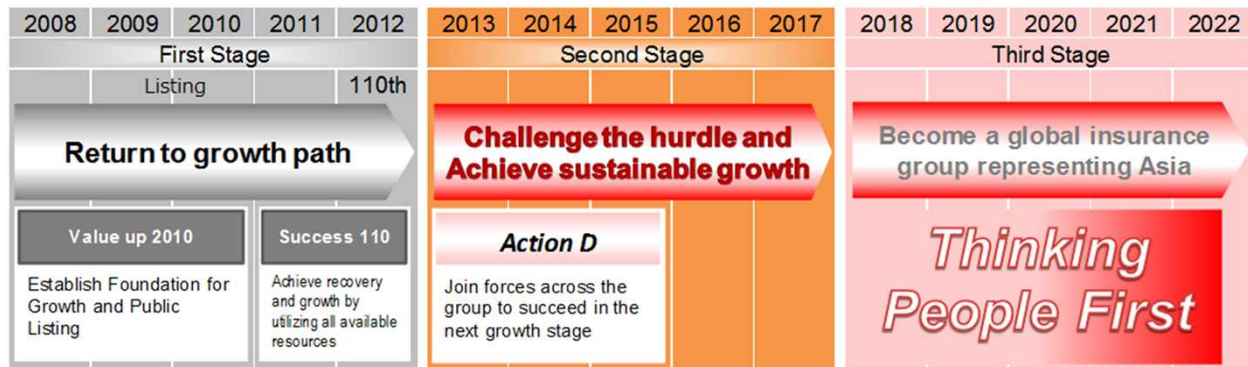 2008 2009 2010 2011 2012
First Stage
Listing 110th
Return to growth path
Value up 2010
Establish Foundation for
Growth and Public
Listing
Success 110
Achieve recovery
and growth by
utilizing all available
resources
2013 2014 2015 2016 2017
Second Stage
Challenge the hurdle and
Achieve sustainable growth
Action D
Join forces across the
group to succeed in the
next growth stage
2018 2019 2020 2021 2022
Third Stage
Become a global insurance
group representing Asia
Thinking
People First